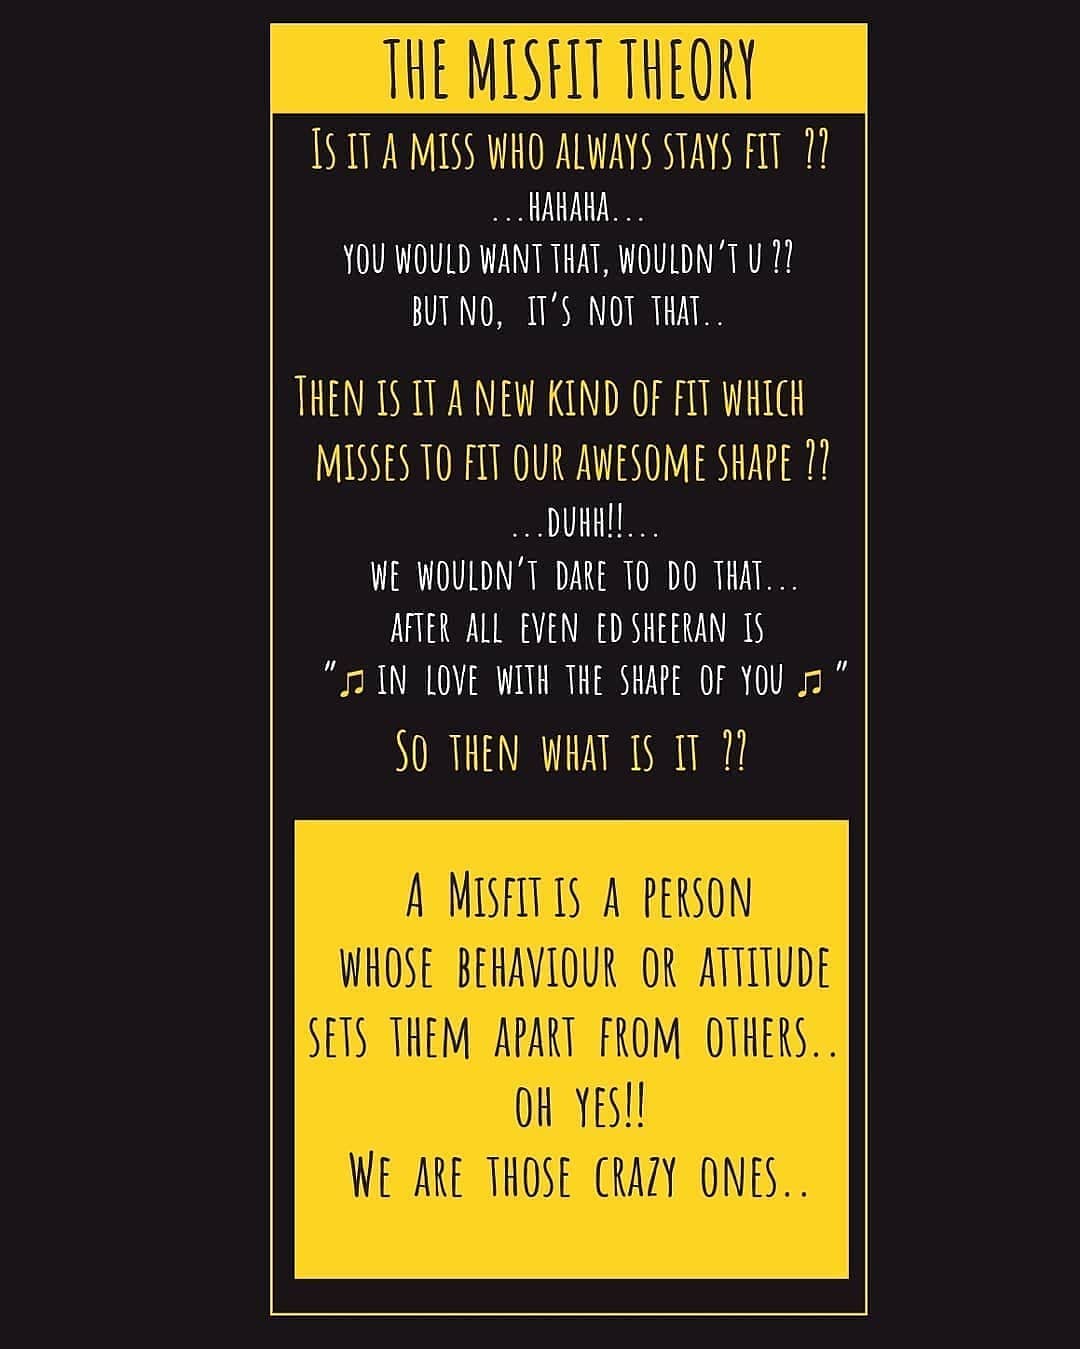 THE MISFIT THEORY
IS IT A MISS WHO ALWAYS STAYS FIT ??
...HAHAHA...
YOU WOULD WANT THAT, WOULDN'T U ??
BUT NO, IT'S NOT THAT..
THEN IS IT A NEW KIND OF FIT WHICH
MISSES TO FIT OUR AWESOME SHAPE ??
...DUHH!!...
WE WOULDN'T DARE TO DO THAT...
AFTER ALL EVEN ED SHEERAN IS
"♫ IN LOVE WITH THE SHAPE OF YOU ♫ "
SO THEN WHAT IS IT ??
A MISFIT IS A PERSON
WHOSE BEHAVIOUR OR ATTITUDE
SETS THEM APART FROM OTHERS..
OH YES!!
WE ARE THOSE CRAZY ONES..